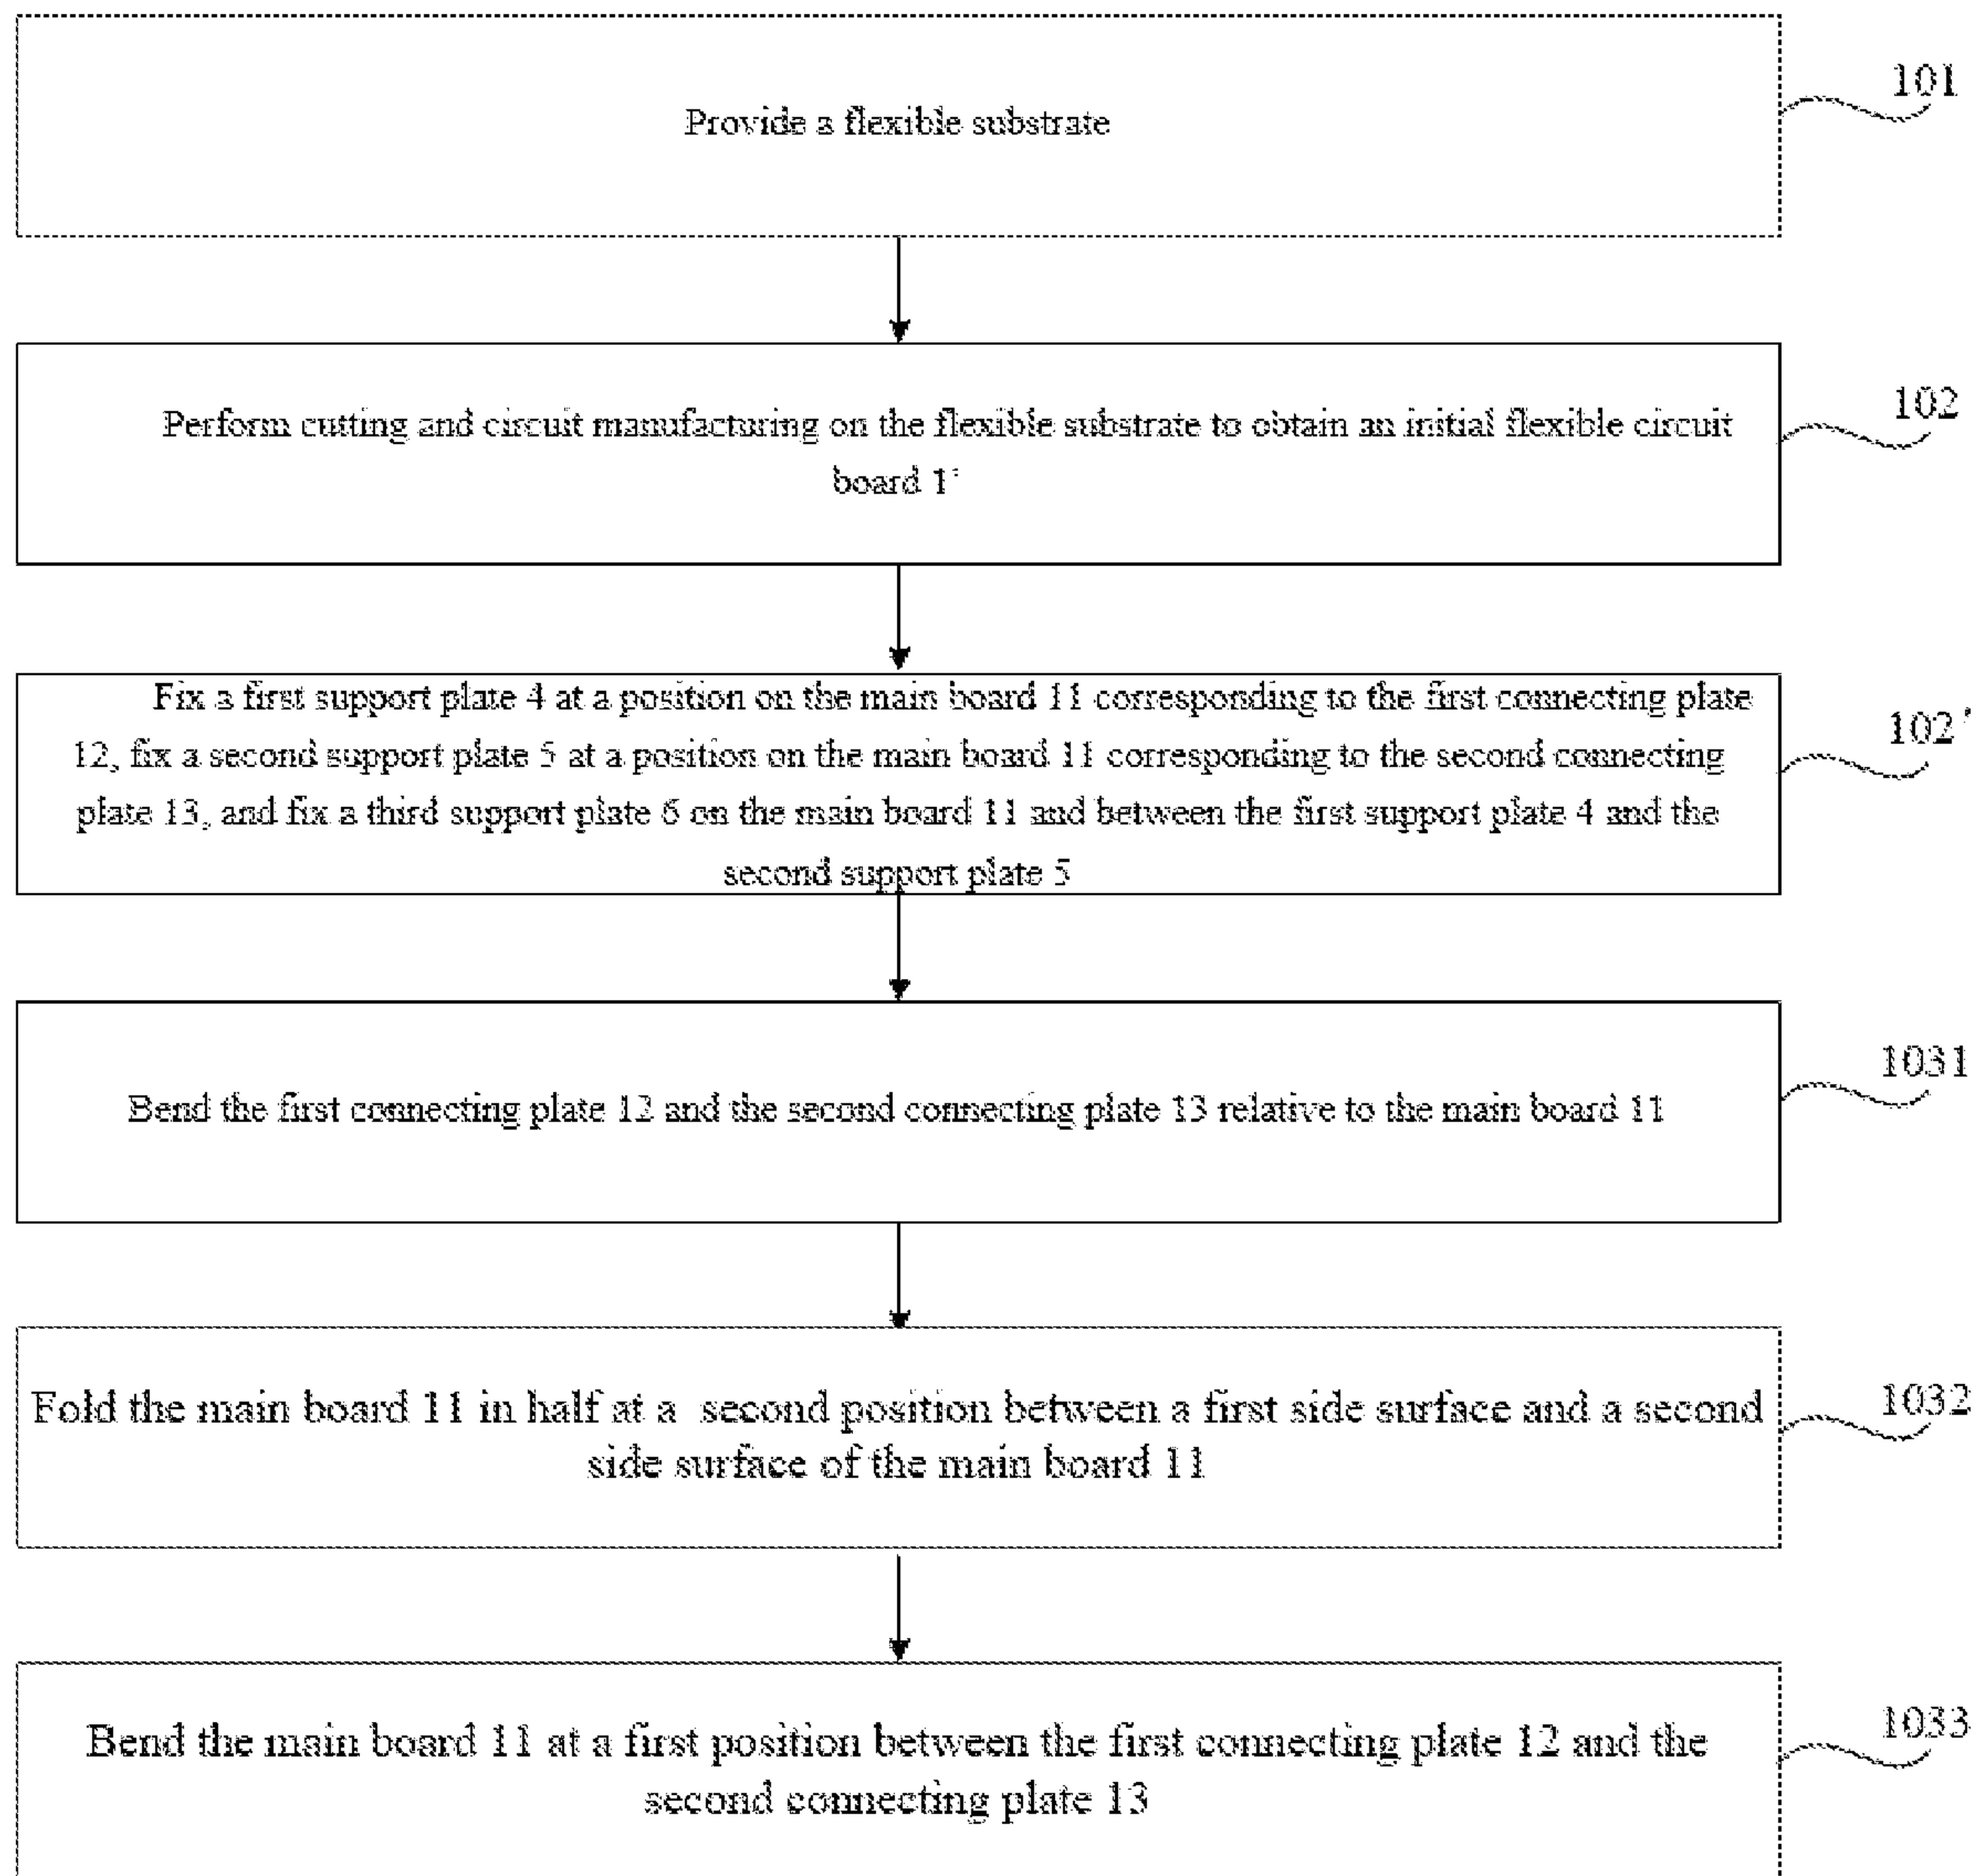 Provide a flexible substrate
101
Perform cutting and circuit manufacturing on the flexible substrate to obtain an initial flexible circuit
board 1'
102
Fix a first support plate 4 at a position on the main board 11 corresponding to the first connecting plate
12, fix a second support plate 5 at a position on the main board 11 corresponding to the second connecting
plate 13, and fix a third support plate 6 on the main board 11 and between the first support plate 4 and the
second support plate 5
102'
Bend the first connecting plate 12 and the second connecting plate 13 relative to the main board 11
1031
Fold the main board 11 in half at a second position between a first side surface and a second
side surface of the main board 11
1032
Bend the main board 11 at a first position between the first connecting plate 12 and the
second connecting plate 13
1033